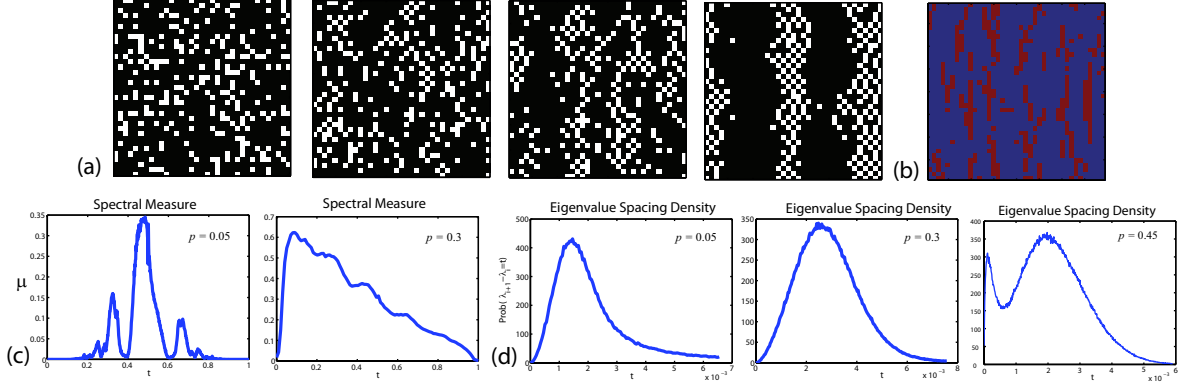 (a)
(b)
Spectral Measure
p = 0.05
μ
0.35
0.3
0.25
0.2
0.15
0.1
0.05
0
0 0.2 0.4 0.6 0.8 1
t
(c)
Spectral Measure
p = 0.3
0.7
0.6
0.5
0.4
0.3
0.2
0.1
0
0 0.2 0.4 0.6 0.8 1
t
(d)
Eigenvalue Spacing Density
p = 0.05
Prob( λi+1−λi=t)
500
400
300
200
100
0
0 1 2 3 4 5 6 7
x 10⁻³
t
Eigenvalue Spacing Density
p = 0.3
350
300
250
200
150
100
50
0
0 1 2 3 4 5 6 7 8
x 10⁻³
t
Eigenvalue Spacing Density
p = 0.45
400
350
300
250
200
150
100
50
0
0 1 2 3 4 5 6
x 10⁻³
t